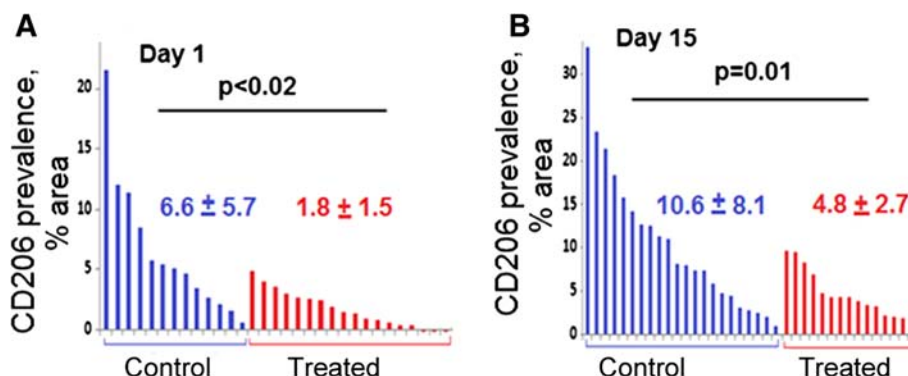 A
Day 1
p<0.02
CD206 prevalence,
% area
20
15
10
5
0
6.6 ± 5.7
1.8 ± 1.5
Control
Treated
B
Day 15
p=0.01
CD206 prevalence,
% area
30
25
20
15
10
5
0
10.6 ± 8.1
4.8 ± 2.7
Control
Treated